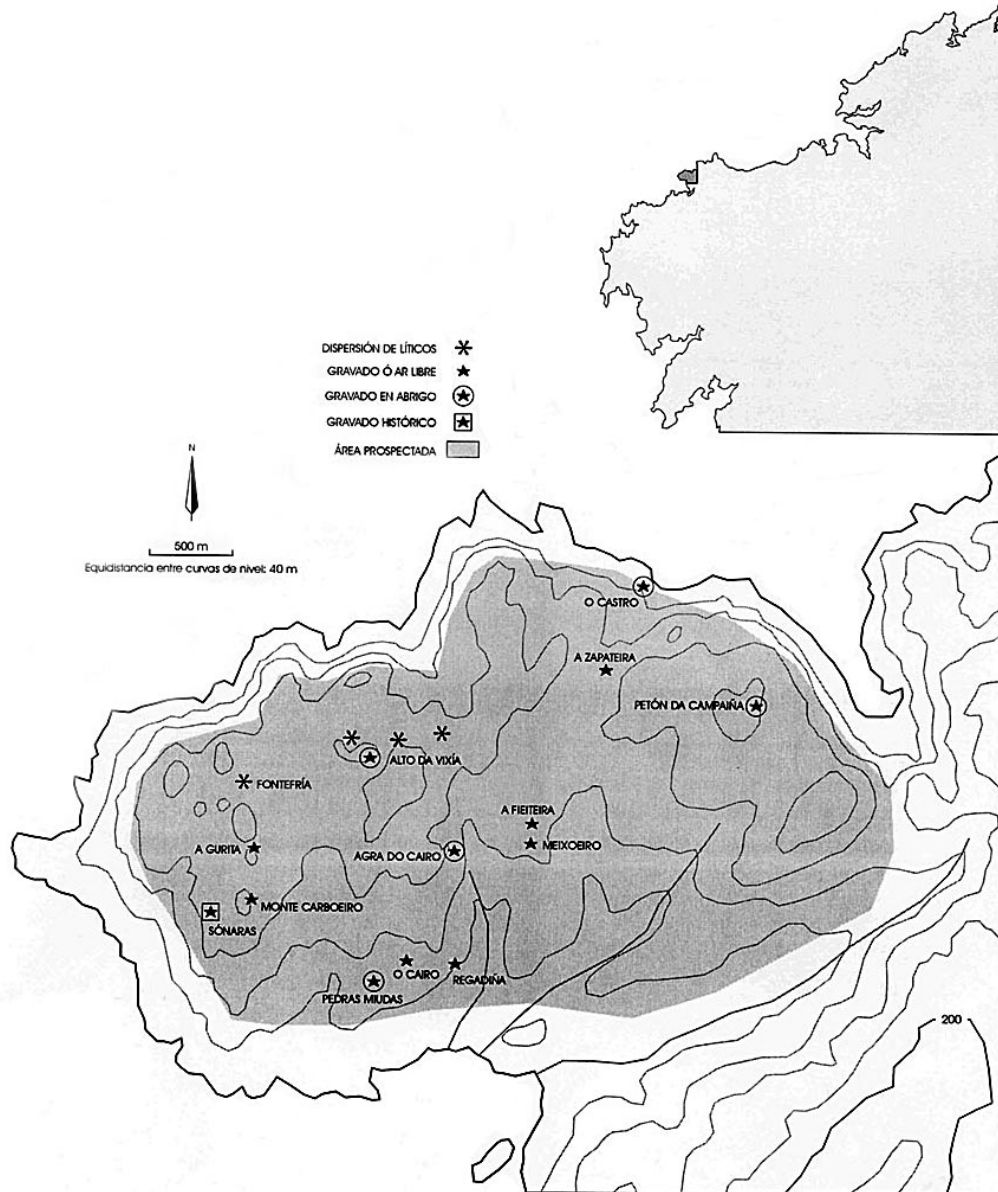 DISPERSIÓN DE LÍTICOS
GRAVADO Ó AR LIBRE
GRAVADO EN ABRIGO
GRAVADO HISTÓRICO
ÁREA PROSPECTADA
N
500 m
Equidistancia entre curvas de nivel: 40 m
O CASTRO
A ZAPATEIRA
PETÓN DA CAMPAIÑA
ALTO DA VIXÍA
FONTEFRÍA
A FIEITEIRA
A GURITA
AGRA DO CAIRO
MEIXOEIRO
MONTE CARBOEIRO
SÓNARAS
O CAIRO
REGADIÑA
PEDRAS MIUDAS
200